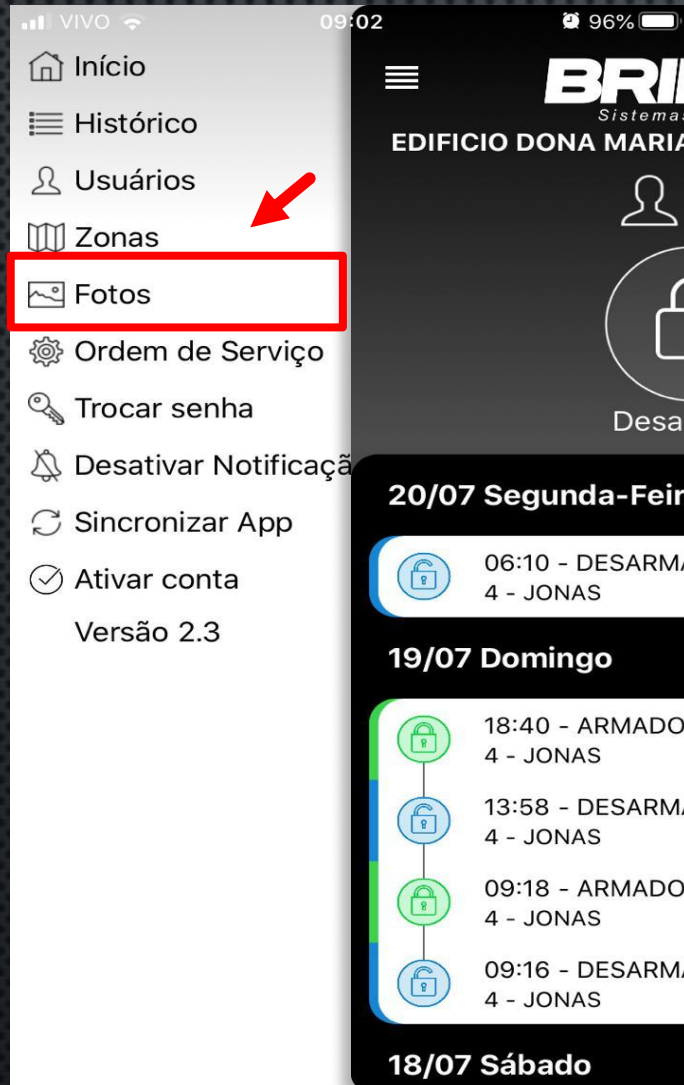 VIVO 09:02 96%
Início
Histórico
Usuários
Zonas
Fotos
Ordem de Serviço
Trocar senha
Desativar Notificaçã
Sincronizar App
Ativar conta
Versão 2.3
Sistemas
EDIFICIO DONA MARIA
Desa
20/07 Segunda-Feir
06:10 - DESARMA
4 - JONAS
19/07 Domingo
18:40 - ARMADO
4 - JONAS
13:58 - DESARMA
4 - JONAS
09:18 - ARMADO
4 - JONAS
09:16 - DESARMA
4 - JONAS
18/07 Sábado